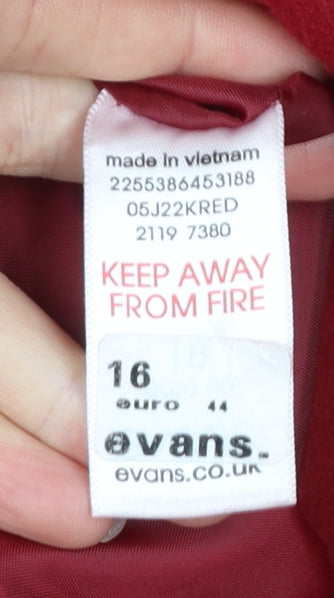 made in vietnam
2255386453188
05J22KRED
2119 7380
KEEP AWAY
FROM FIRE
16
euro 44
evans.
evans.co.uk